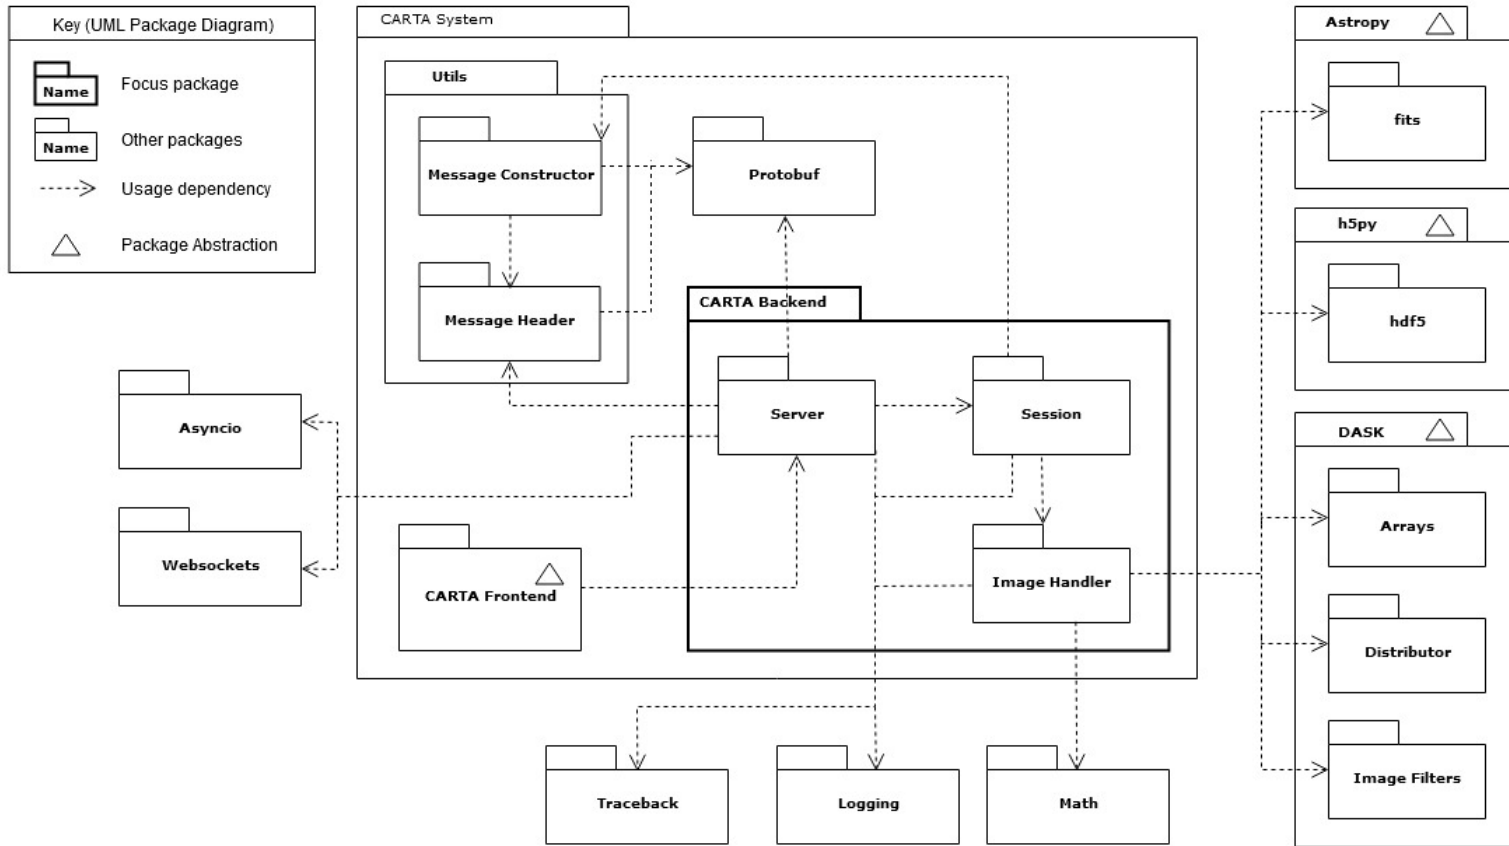 Key (UML Package Diagram)
Name
Focus package
Name
Other packages
Usage dependency
Package Abstraction
CARTA System
Utils
Message Constructor
Message Header
Protobuf
CARTA Backend
Server
Session
Image Handler
CARTA Frontend
Asyncio
Websockets
Traceback
Logging
Math
Astropy
fits
h5py
hdf5
DASK
Arrays
Distributor
Image Filters